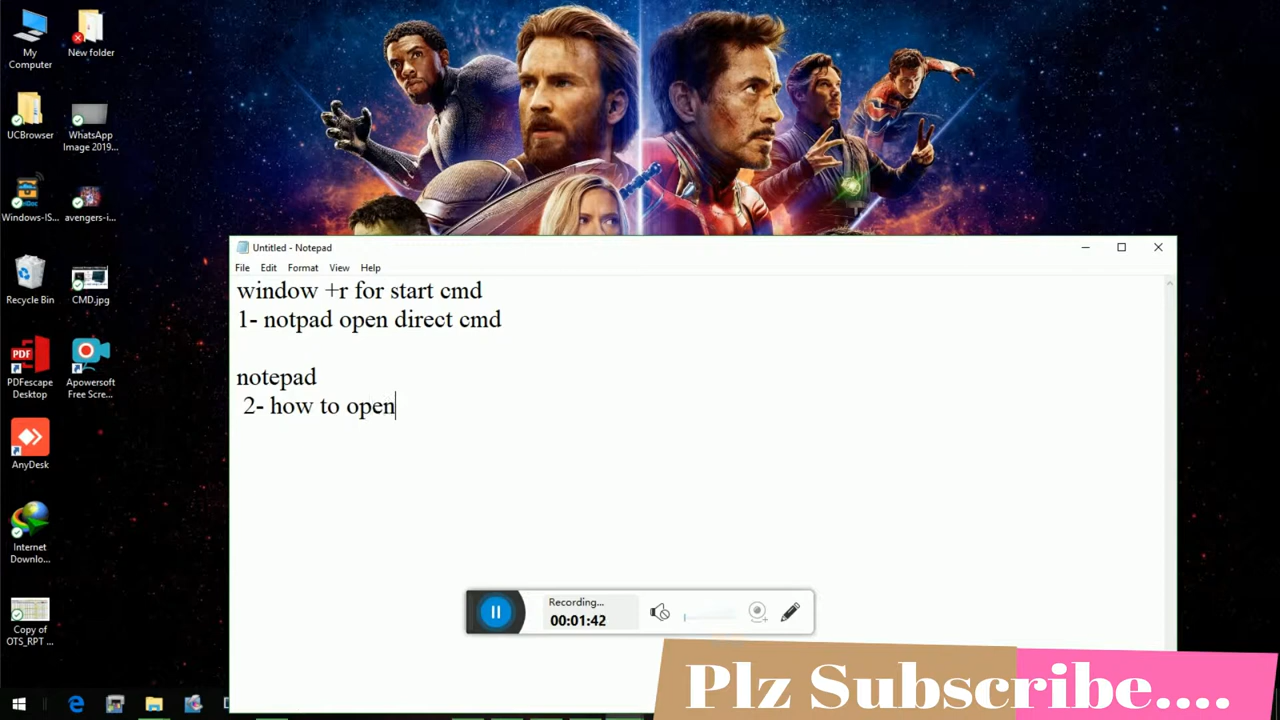 My
Computer
New folder
UCBrowser
WhatsApp
Image 2019...
Windows-IS...
avengers-i...
Recycle Bin
CMD.jpg
PDF
PDFescape
Desktop
Apowersoft
Free Scre...
AnyDesk
Internet
Downlo...
Copy of
OTS_RPT ...
Untitled - Notepad
File Edit Format View Help
window +r for start cmd
1- notpad open direct cmd
notepad
2- how to open
Recording...
00:01:42
Plz Subscribe....